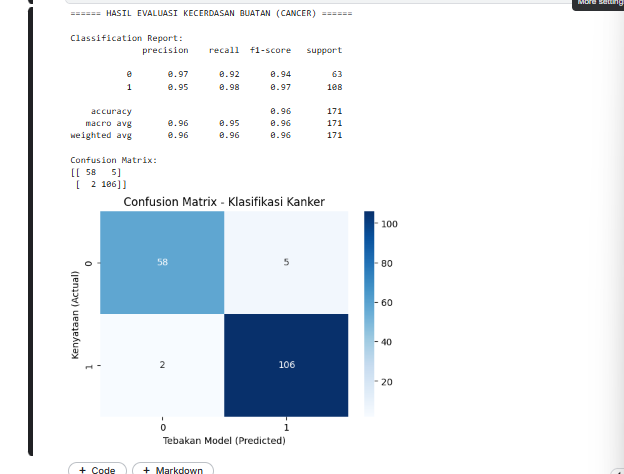 More setting
====== HASIL EVALUASI KECERDASAN BUATAN (CANCER) ======
Classification Report:
precision recall f1-score support
0 0.97 0.92 0.94 63
1 0.95 0.98 0.97 108
accuracy 0.96 171
macro avg 0.96 0.95 0.96 171
weighted avg 0.96 0.96 0.96 171
Confusion Matrix:
[[ 58 5]
[ 2 106]]
Confusion Matrix - Klasifikasi Kanker
Kenyataan (Actual)
0
58 5
1
2 106
0 1
Tebakan Model (Predicted)
100
80
60
40
20
+ Code + Markdown